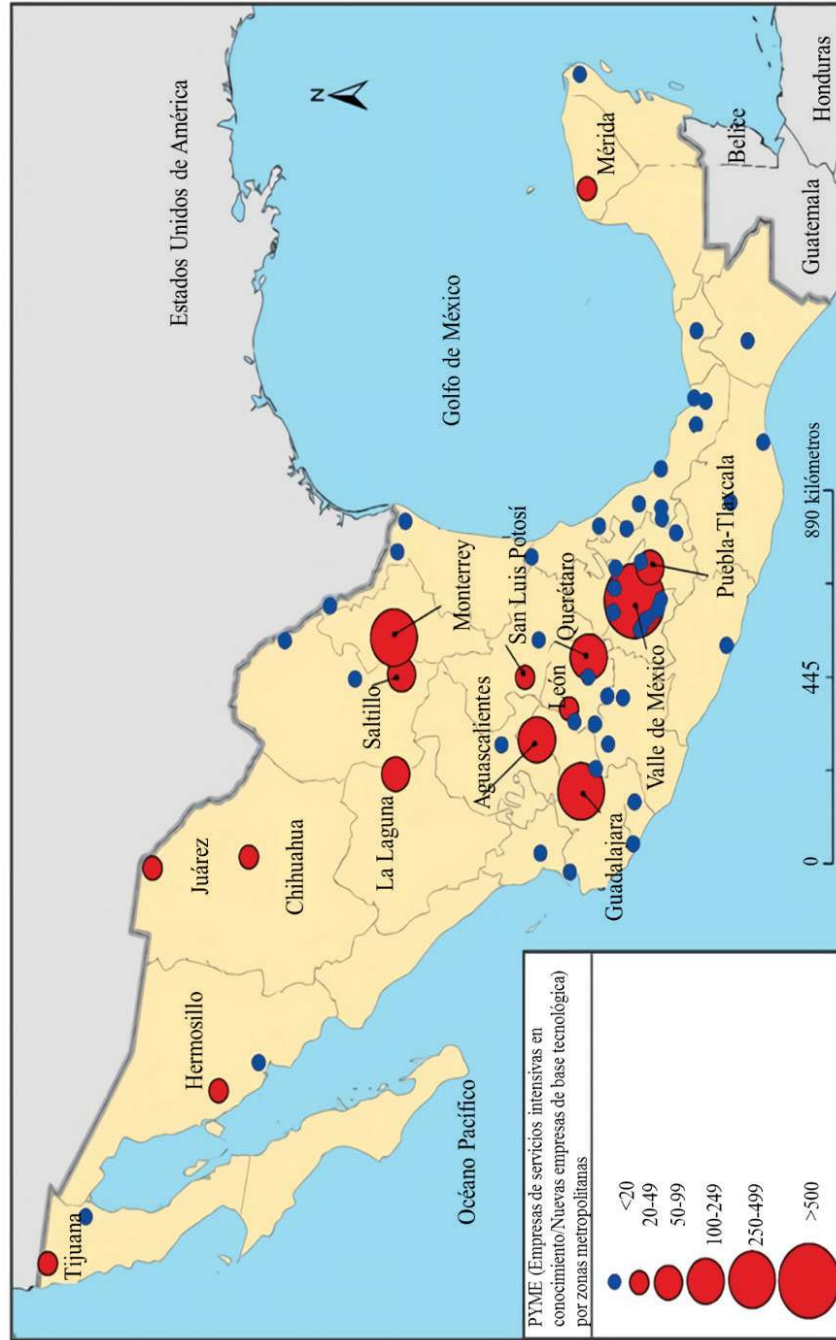 Estados Unidos de América
N
Tijuana
Hermosillo
Juárez
Chihuahua
La Laguna
Saltillo
Monterrey
Golfo de México
Aguascalientes
San Luis Potosí
León
Querétaro
Guadalajara
Valle de México
Puebla-Tlaxcala
Mérida
Belice
Guatemala
Honduras
Océano Pacífico
PYME (Empresas de servicios intensivas en
conocimiento/Nuevas empresas de base tecnológica)
por zonas metropolitanas
<20
20-49
50-99
100-249
250-499
>500
0
445
890 kilómetros